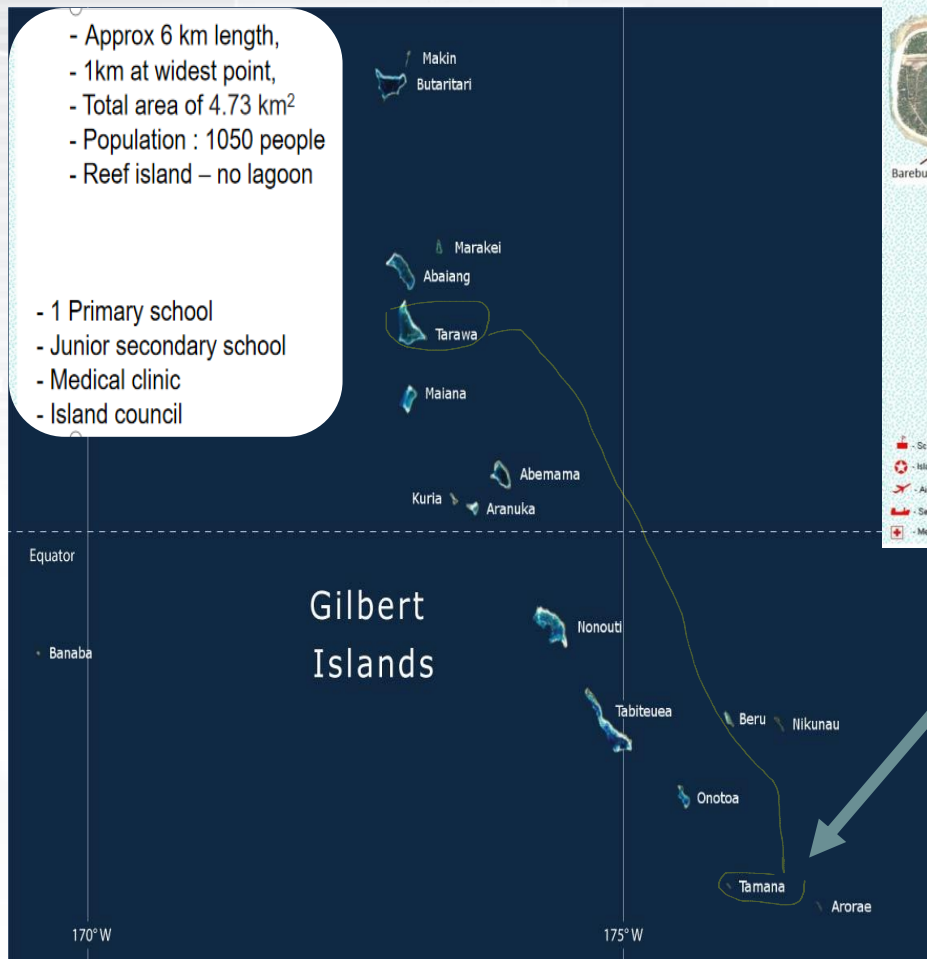 - Approx 6 km length,
- 1km at widest point,
- Total area of 4.73 km²
- Population : 1050 people
- Reef island – no lagoon
- 1 Primary school
- Junior secondary school
- Medical clinic
- Island council
Makin
Butaritari
Marakei
Abaiang
Tarawa
Maiana
Abemama
Kuria
Aranuka
Equator
Gilbert
Islands
Banaba
Nonouti
Tabiteuea
Beru
Nikunau
Onotoa
Tamana
Arorae
170°W
175°W